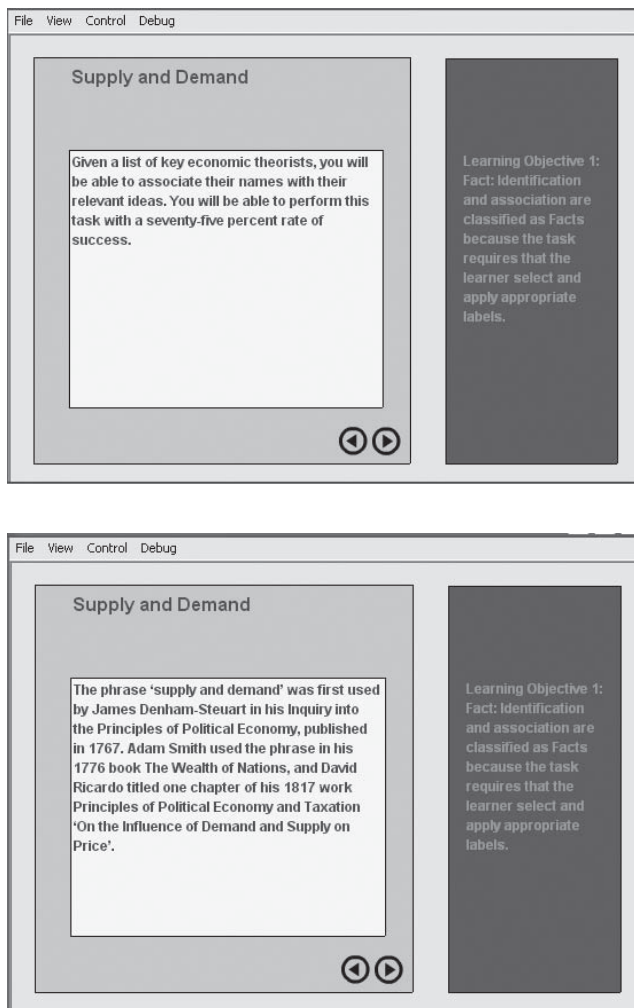 File View Control Debug
Supply and Demand
Given a list of key economic theorists, you will
be able to associate their names with their
relevant ideas. You will be able to perform this
task with a seventy-five percent rate of
success.
Learning Objective 1:
Fact: Identification
and association are
classified as Facts
because the task
requires that the
learner select and
apply appropriate
labels.
File View Control Debug
Supply and Demand
The phrase ‘supply and demand’ was first used
by James Denham-Steuart in his Inquiry into
the Principles of Political Economy, published
in 1767. Adam Smith used the phrase in his
1776 book The Wealth of Nations, and David
Ricardo titled one chapter of his 1817 work
Principles of Political Economy and Taxation
‘On the Influence of Demand and Supply on
Price’.
Learning Objective 1:
Fact: Identification
and association are
classified as Facts
because the task
requires that the
learner select and
apply appropriate
labels.